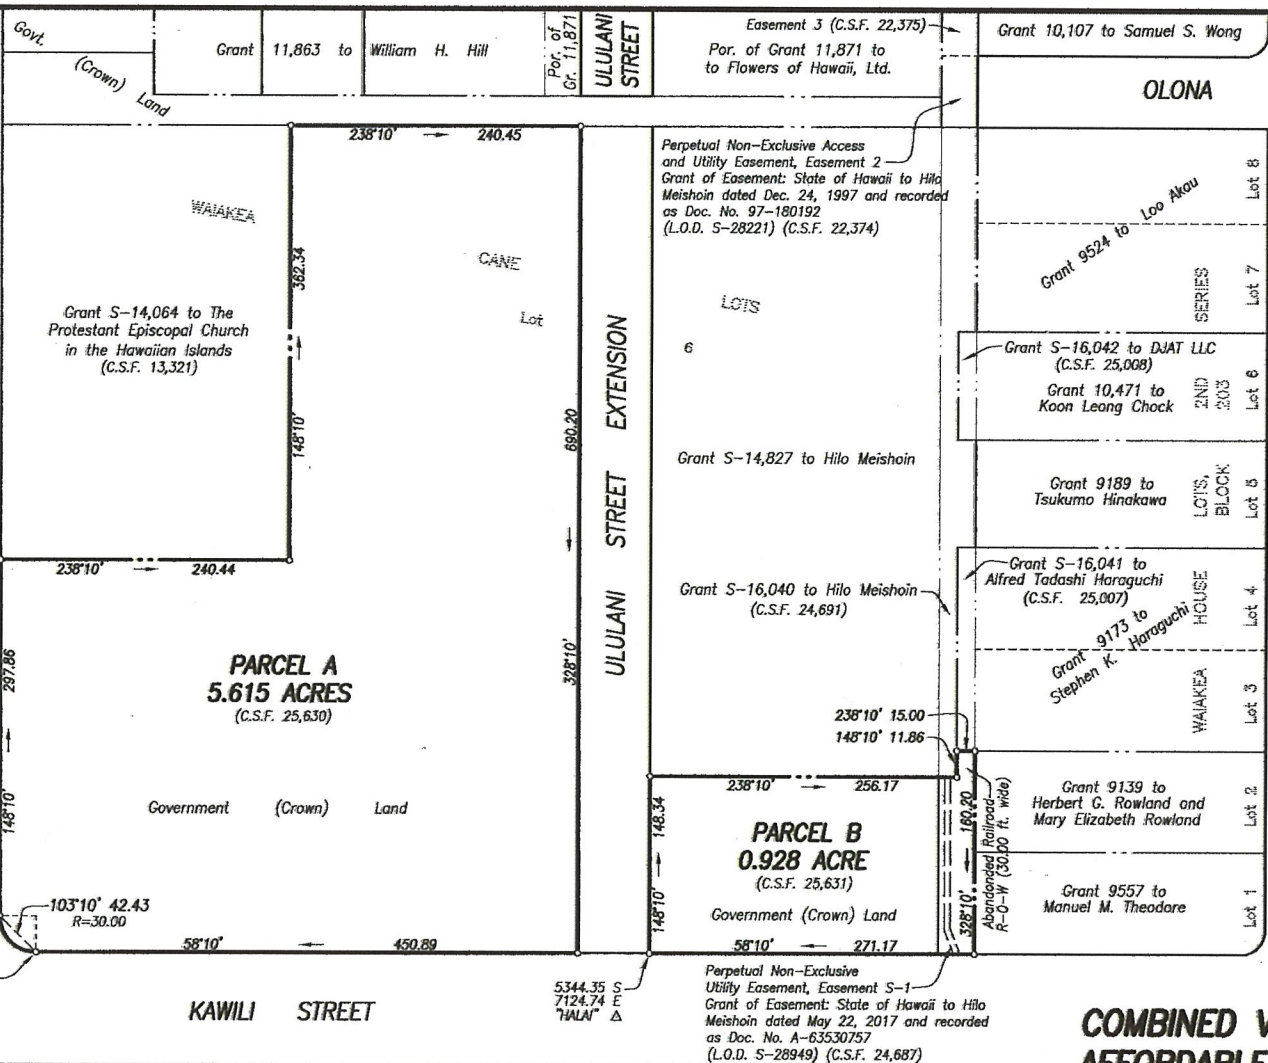 Govt.
(Crown)
Land
Grant 11,863 to William H. Hill
Por. of
Gr. 11,871
ULULANI
STREET
Easement 3 (C.S.F. 22,375)
Por. of Grant 11,871 to
to Flowers of Hawaii, Ltd.
Grant 10,107 to Samuel S. Wong
OLONA
238°10' 240.45
Perpetual Non-Exclusive Access
and Utility Easement, Easement 2
Grant of Easement: State of Hawaii to Hilo
Meishoin dated Dec. 24, 1997 and recorded
as Doc. No. 97-180192
(L.O.D. S-28221) (C.S.F. 22,374)
WAIAKEA
CANE
LOTS
Lot
6
362.34
148°10'
Grant S-14,064 to The
Protestant Episcopal Church
in the Hawaiian Islands
(C.S.F. 13,321)
238°10' 240.44
690.20
328°10'
ULULANI STREET EXTENSION
Grant S-14,827 to Hilo Meishoin
Grant S-16,040 to Hilo Meishoin
(C.S.F. 24,691)
Grant 9524 to Loo Akau
Lot 8
Lot 7
SERIES
Grant S-16,042 to DJAT LLC
(C.S.F. 25,008)
Grant 10,471 to
Koon Leong Chock
2ND
203
Lot 6
Grant 9189 to
Tsukumo Hinakawa
LOTS,
BLOCK
Lot 5
Grant S-16,041 to
Alfred Tadashi Haraguchi
(C.S.F. 25,007)
Grant 9173 to
Stephen K. Haraguchi
HOUSE
Lot 4
WAIAKEA
Lot 3
PARCEL A
5.615 ACRES
(C.S.F. 25,630)
297.86
148°10'
Government (Crown) Land
103°10' 42.43
R=30.00
58°10' 450.89
238°10' 15.00
148°10' 11.86
238°10' 256.17
148.34
148°10'
PARCEL B
0.928 ACRE
(C.S.F. 25,631)
Government (Crown) Land
58°10' 271.17
160.20
328°10'
Abandonded Railroad
R-O-W (30.00 ft. wide)
Grant 9139 to
Herbert G. Rowland and
Mary Elizabeth Rowland
Lot 2
Grant 9557 to
Manuel M. Theodore
Lot 1
KAWILI STREET
5344.35 S
7124.74 E
"HALAI" Δ
Perpetual Non-Exclusive
Utility Easement, Easement S-1
Grant of Easement: State of Hawaii to Hilo
Meishoin dated May 22, 2017 and recorded
as Doc. No. A-63530757
(L.O.D. S-28949) (C.S.F. 24,687)
COMBINED
AFFORDABLE